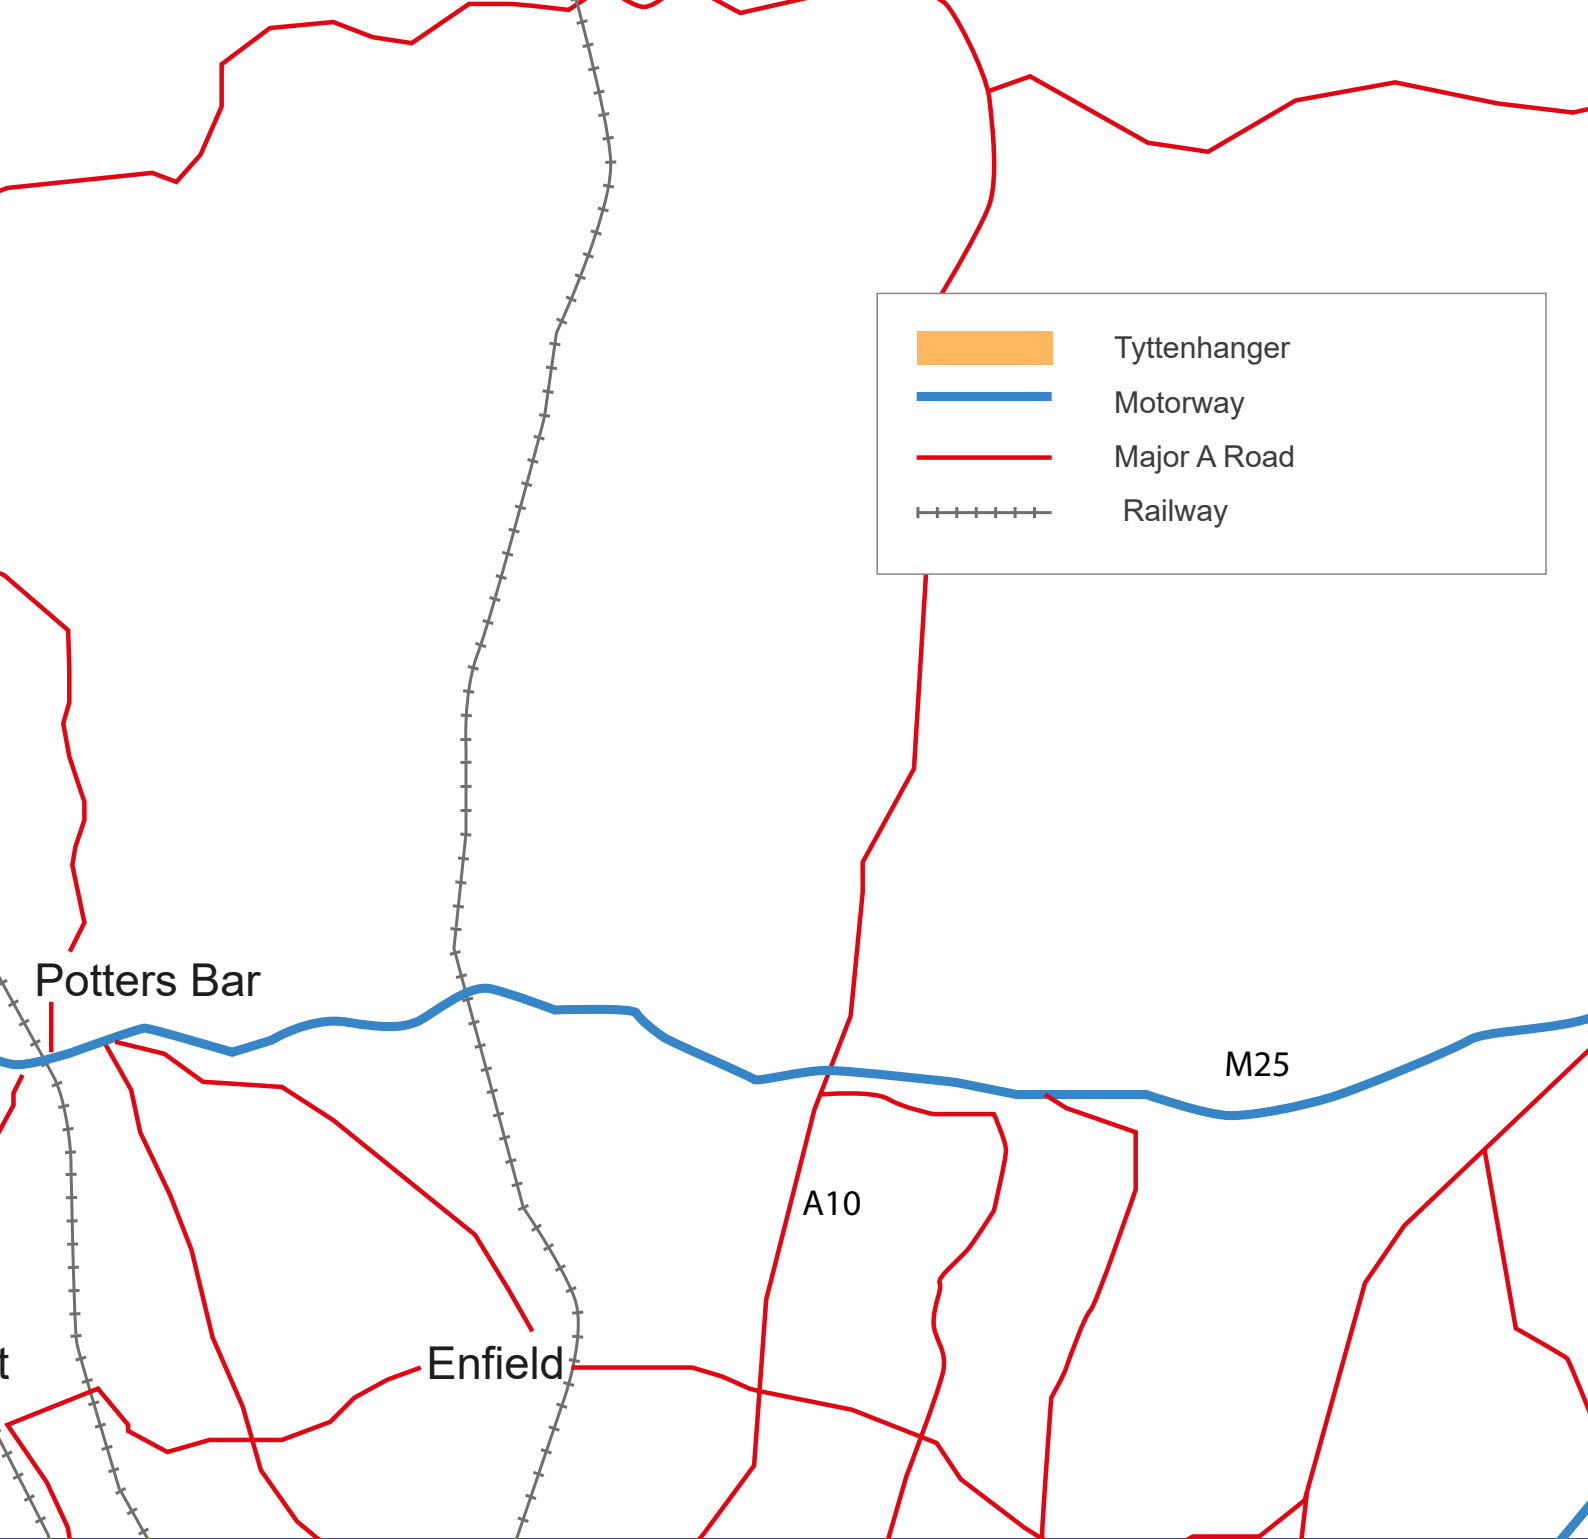 Tyttenhanger
Motorway
Major A Road
Railway
Potters Bar
M25
A10
t
Enfield